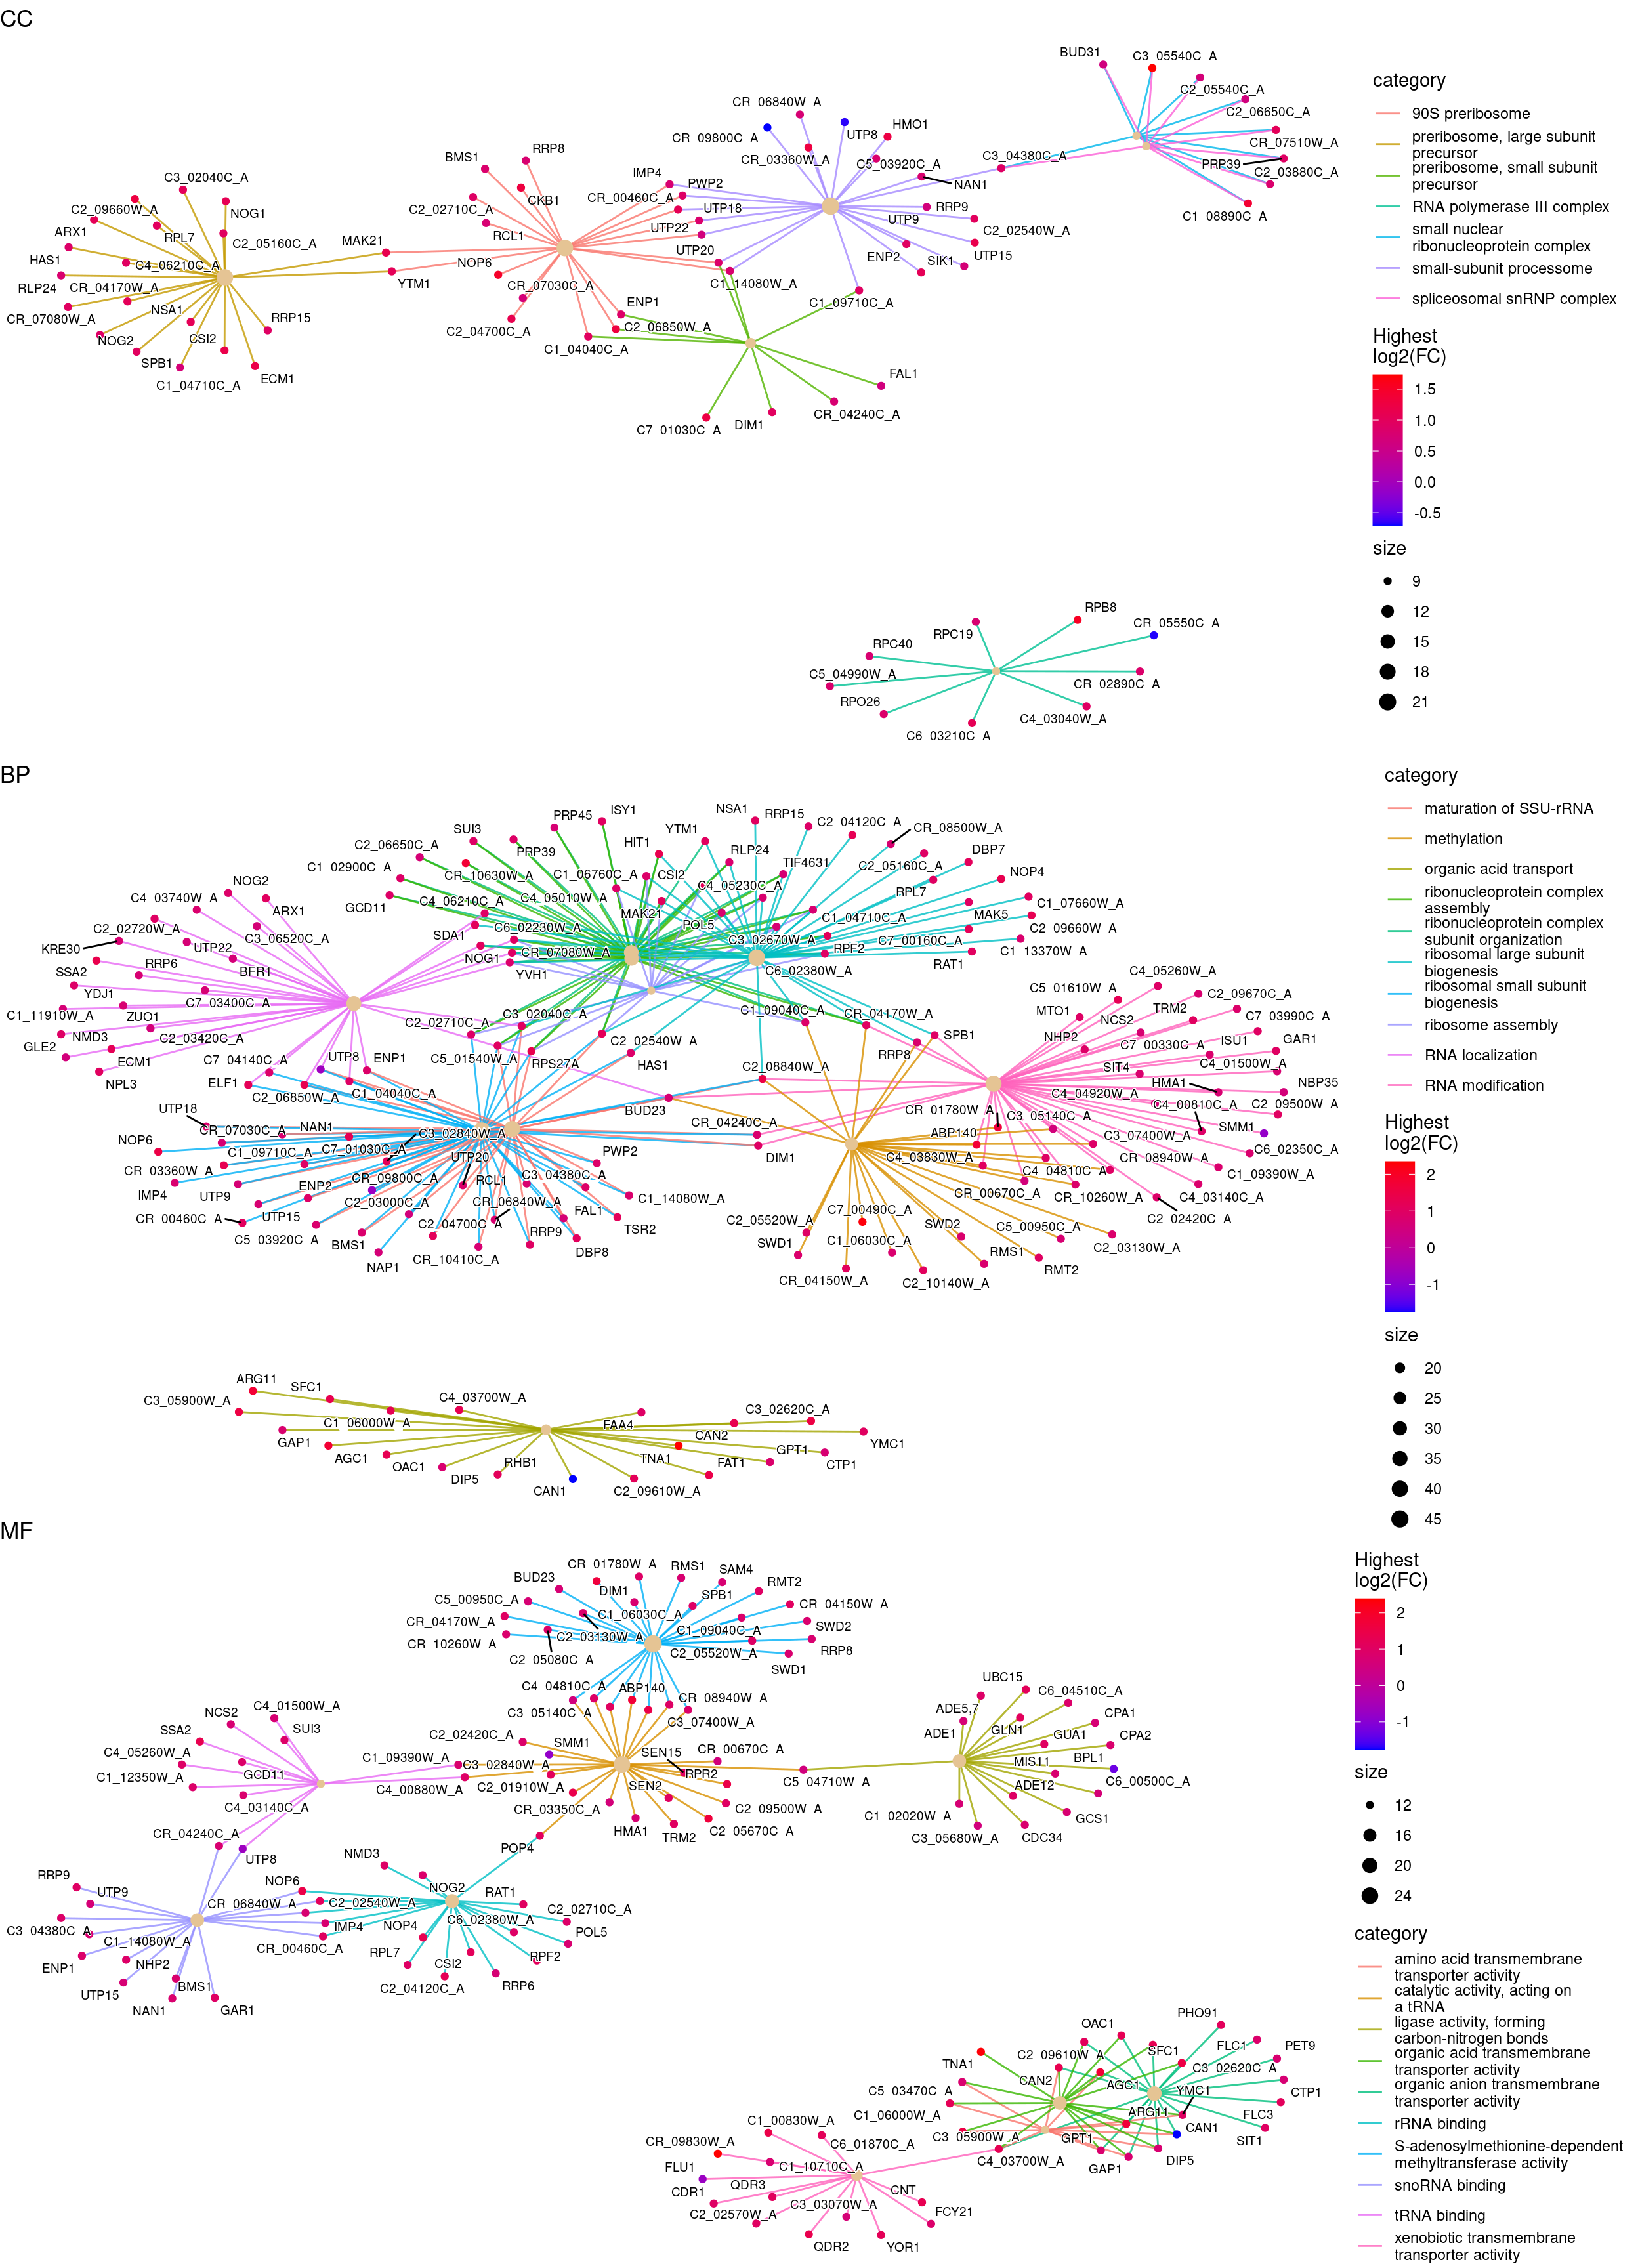 CC
BUD31
C3_05540C_A
C2_05540C_A
C2_06650C_A
CR_07510W_A
PRP39
C2_03880C_A
C1_08890C_A
C3_04380C_A
CR_06840W_A
CR_09800C_A
UTP8
HMO1
CR_03360W_A
C5_03920C_A
NAN1
IMP4
PWP2
CR_00460C_A
UTP18
UTP22
UTP20
RRP9
UTP9
C2_02540W_A
UTP15
ENP2
SIK1
C1_14080W_A
C1_09710C_A
BMS1
RRP8
CKB1
C2_02710C_A
RCL1
MAK21
YTM1
NOP6
CR_07030C_A
C2_04700C_A
ENP1
C2_06850W_A
C1_04040C_A
FAL1
CR_04240C_A
DIM1
C7_01030C_A
C3_02040C_A
C2_09660W_A
NOG1
ARX1
RPL7
C2_05160C_A
HAS1
C4_06210C_A
RLP24
CR_04170W_A
CR_07080W_A
NSA1
RRP15
NOG2
CSI2
SPB1
C1_04710C_A
ECM1
RPB8
RPC19
CR_05550C_A
RPC40
C5_04990W_A
CR_02890C_A
RPO26
C4_03040W_A
C6_03210C_A
category
90S preribosome
preribosome, large subunit
precursor
preribosome, small subunit
precursor
RNA polymerase III complex
small nuclear
ribonucleoprotein complex
small-subunit processome
spliceosomal snRNP complex
Highest
log2(FC)
1.5
1.0
0.5
0.0
-0.5
size
9
12
15
18
21
BP
PRP45
ISY1
NSA1
RRP15
C2_04120C_A
CR_08500W_A
SUI3
HIT1
YTM1
C2_06650C_A
PRP39
RLP24
DBP7
C1_02900C_A
CR_10630W_A
C1_06760C_A
CSI2
TIF4631
C2_05160C_A
NOP4
C4_05230C_A
RPL7
GCD11
C4_06210C_A
C4_05010W_A
C1_07660W_A
MAK21
POL5
C1_04710C_A
MAK5
C2_09660W_A
SDA1
C6_02230W_A
C3_02670W_A
RPF2
C7_00160C_A
C1_13370W_A
NOG1
CR_07080W_A
YVH1
C6_02380W_A
RAT1
NOG2
C4_03740W_A
ARX1
C2_02720W_A
C3_06520C_A
KRE30
UTP22
SSA2
RRP6
BFR1
YDJ1
C7_03400C_A
C1_11910W_A
ZUO1
NMD3
C2_03420C_A
GLE2
ECM1
NPL3
C7_04140C_A
UTP8
ENP1
ELF1
C2_06850W_A
C1_04040C_A
C2_02710C_A
C3_02040C_A
C5_01540W_A
RPS27A
C2_02540W_A
HAS1
C1_09040C_A
CR_04170W_A
SPB1
RRP8
C2_08840W_A
BUD23
CR_04240C_A
DIM1
C4_05260W_A
C5_01610W_A
C2_09670C_A
MTO1
NCS2
TRM2
C7_03990C_A
NHP2
C7_00330C_A
ISU1
GAR1
SIT4
C4_01500W_A
C4_04920W_A
HMA1
NBP35
CR_01780W_A
C3_05140C_A
C4_00810C_A
C2_09500W_A
SMM1
ABP140
C3_07400W_A
C6_02350C_A
C4_03830W_A
C4_04810C_A
CR_08940W_A
C1_09390W_A
CR_00670C_A
CR_10260W_A
C4_03140C_A
C2_02420C_A
C7_00490C_A
C2_05520W_A
SWD2
C5_00950C_A
SWD1
C1_06030C_A
RMS1
C2_03130W_A
CR_04150W_A
C2_10140W_A
RMT2
UTP18
CR_07030C_A
NAN1
C3_02840W_A
NOP6
C1_09710C_A
C7_01030C_A
PWP2
CR_03360W_A
UTP20
IMP4
UTP9
ENP2
CR_09800C_A
RCL1
C3_04380C_A
C2_03000C_A
CR_06840W_A
C1_14080W_A
CR_00460C_A
UTP15
FAL1
TSR2
C5_03920C_A
C2_04700C_A
RRP9
BMS1
DBP8
NAP1
CR_10410C_A
ARG11
SFC1
C3_05900W_A
C4_03700W_A
C3_02620C_A
C1_06000W_A
FAA4
CAN2
YMC1
GAP1
AGC1
OAC1
DIP5
RHB1
TNA1
FAT1
GPT1
CTP1
CAN1
C2_09610W_A
category
maturation of SSU-rRNA
methylation
organic acid transport
ribonucleoprotein complex
assembly
ribonucleoprotein complex
subunit organization
ribosomal large subunit
biogenesis
ribosomal small subunit
biogenesis
ribosome assembly
RNA localization
RNA modification
Highest
log2(FC)
2
1
0
-1
size
20
25
30
35
40
45
MF
CR_01780W_A
RMS1
SAM4
BUD23
RMT2
DIM1
SPB1
C5_00950C_A
C1_06030C_A
CR_04150W_A
CR_04170W_A
C2_03130W_A
C1_09040C_A
SWD2
CR_10260W_A
C2_05080C_A
C2_05520W_A
RRP8
SWD1
C4_04810C_A
ABP140
CR_08940W_A
C3_05140C_A
C3_07400W_A
C2_02420C_A
SMM1
SEN15
CR_00670C_A
C1_09390W_A
C3_02840W_A
RPR2
C4_00880W_A
C2_01910W_A
SEN2
C5_04710W_A
CR_03350C_A
C2_09500W_A
HMA1
TRM2
C2_05670C_A
POP4
UBC15
ADE5,7
C6_04510C_A
ADE1
GLN1
CPA1
GUA1
CPA2
MIS11
BPL1
ADE12
C6_00500C_A
C1_02020W_A
GCS1
C3_05680W_A
CDC34
C4_01500W_A
NCS2
SUI3
SSA2
C4_05260W_A
GCD11
C1_12350W_A
C4_03140C_A
CR_04240C_A
UTP8
RRP9
UTP9
NOP6
CR_06840W_A
C2_02540W_A
C3_04380C_A
IMP4
C1_14080W_A
CR_00460C_A
ENP1
NHP2
UTP15
BMS1
NAN1
GAR1
NMD3
NOG2
RAT1
C2_02710C_A
NOP4
C6_02380W_A
POL5
RPL7
CSI2
RPF2
C2_04120C_A
RRP6
PHO91
OAC1
FLC1
PET9
TNA1
C2_09610W_A
SFC1
C3_02620C_A
CAN2
AGC1
YMC1
CTP1
C5_03470C_A
C1_06000W_A
ARG11
CAN1
FLC3
SIT1
C3_05900W_A
GPT1
C4_03700W_A
GAP1
DIP5
C1_00830W_A
CR_09830W_A
C6_01870C_A
FLU1
C1_10710C_A
CDR1
QDR3
CNT
C2_02570W_A
C3_03070W_A
FCY21
QDR2
YOR1
Highest
log2(FC)
2
1
0
-1
size
12
16
20
24
category
amino acid transmembrane
transporter activity
catalytic activity, acting on
a tRNA
ligase activity, forming
carbon-nitrogen bonds
organic acid transmembrane
transporter activity
organic anion transmembrane
transporter activity
rRNA binding
S-adenosylmethionine-dependent
methyltransferase activity
snoRNA binding
tRNA binding
xenobiotic transmembrane
transporter activity